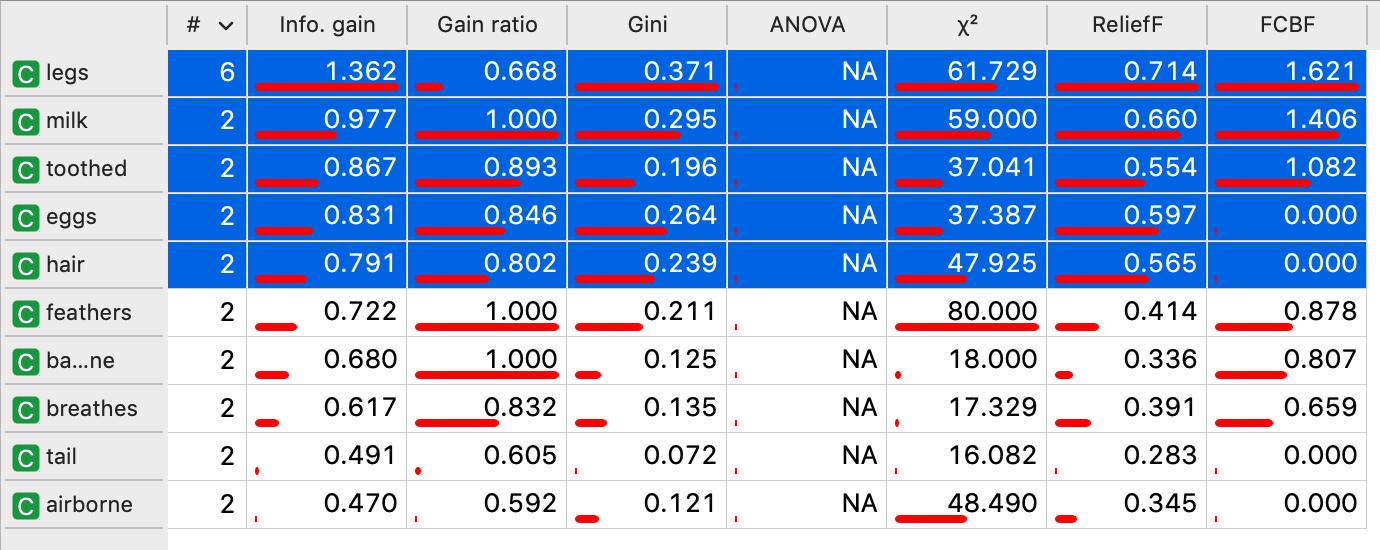 # Info. gain Gain ratio Gini ANOVA χ² ReliefF FCBF
C legs 6 1.362 0.668 0.371 NA 61.729 0.714 1.621
C milk 2 0.977 1.000 0.295 NA 59.000 0.660 1.406
C toothed 2 0.867 0.893 0.196 NA 37.041 0.554 1.082
C eggs 2 0.831 0.846 0.264 NA 37.387 0.597 0.000
C hair 2 0.791 0.802 0.239 NA 47.925 0.565 0.000
C feathers 2 0.722 1.000 0.211 NA 80.000 0.414 0.878
C ba...ne 2 0.680 1.000 0.125 NA 18.000 0.336 0.807
C breathes 2 0.617 0.832 0.135 NA 17.329 0.391 0.659
C tail 2 0.491 0.605 0.072 NA 16.082 0.283 0.000
C airborne 2 0.470 0.592 0.121 NA 48.490 0.345 0.000